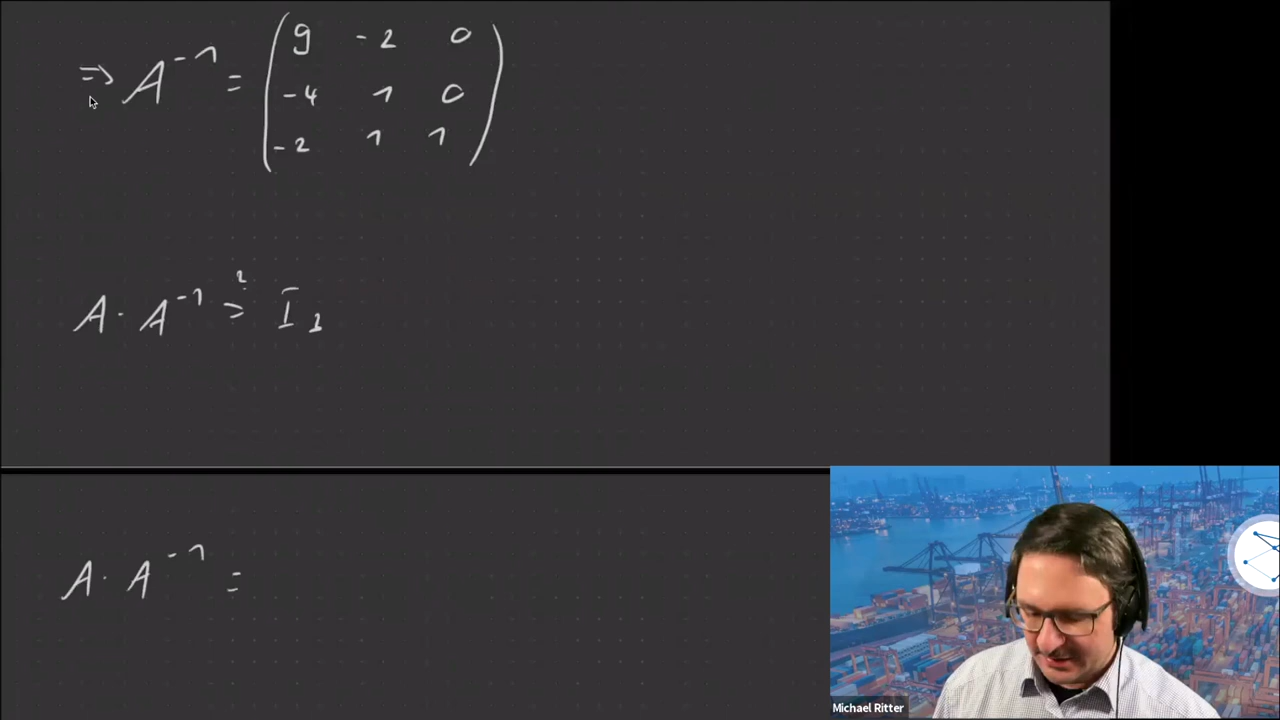 ⇒ A⁻¹ = ( 9 -2 0
-4 1 0
-2 1 1 )
A · A⁻¹ ≟ I₃
A · A⁻¹ =
Michael Ritter